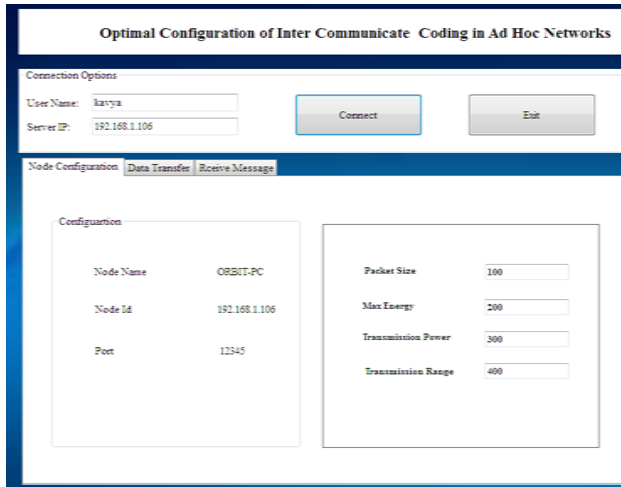 Optimal Configuration of Inter Communicate Coding in Ad Hoc Networks
Connection Options
User Name: kavya
Server IP: 192.168.1.106
Connect
Exit
Node Configuration Data Transfer Rceive Message
Configuartion
Node Name ORBIT-PC
Node Id 192.168.1.106
Port 12345
Packet Size 100
Max Energy 200
Transmission Power 300
Transmission Range 400